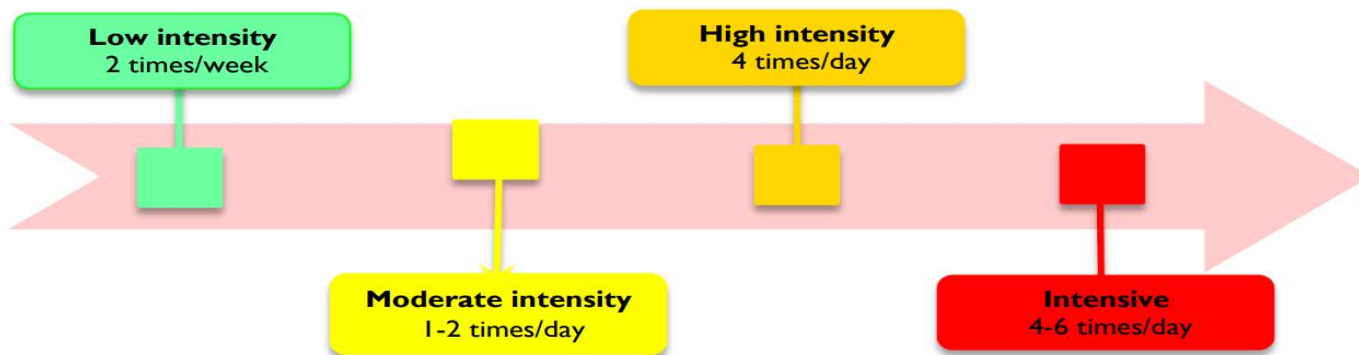 Low intensity
2 times/week
High intensity
4 times/day
Moderate intensity
1-2 times/day
Intensive
4-6 times/day